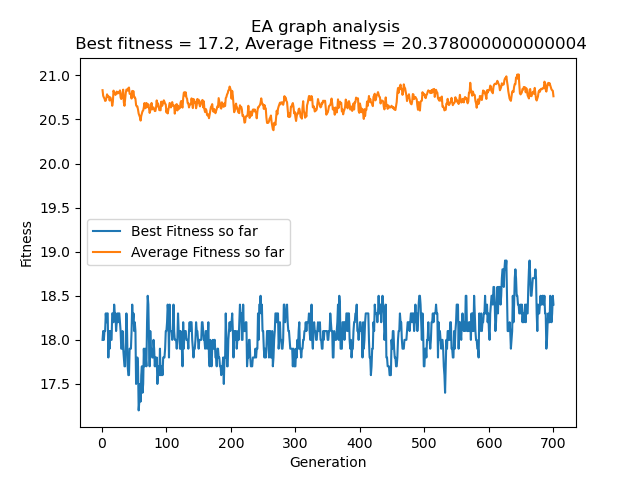 EA graph analysis
Best fitness = 17.2, Average Fitness = 20.378000000000004
21.0
20.5
20.0
19.5
19.0
18.5
18.0
17.5
Fitness
Best Fitness so far
Average Fitness so far
0 100 200 300 400 500 600 700
Generation